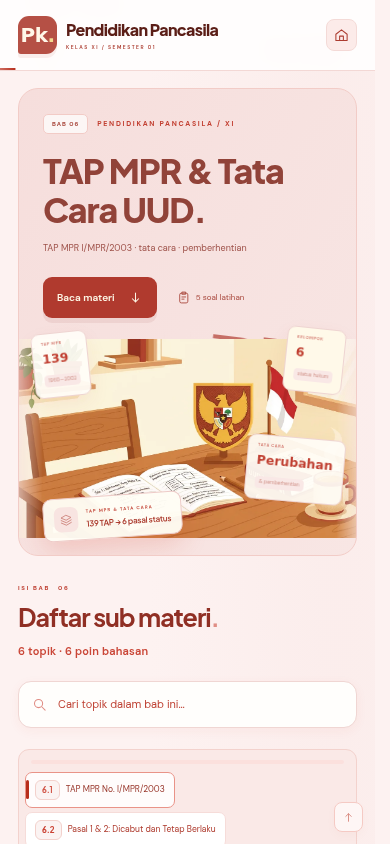 Pk.
Pendidikan Pancasila
KELAS XI / SEMESTER 01
BAB 06
PENDIDIKAN PANCASILA / XI
TAP MPR & Tata
Cara UUD.
TAP MPR I/MPR/2003 · tata cara · pemberhentian
Baca materi ↓
5 soal latihan
TAP MPR
139
1960–2002
KELOMPOK
6
status hukum
TATA CARA
Perubahan
& pemberhentian
TAP MPR & TATA CARA
139 TAP → 6 pasal status
ISI BAB 06
Daftar sub materi.
6 topik · 6 poin bahasan
Cari topik dalam bab ini...
6.1 TAP MPR No. I/MPR/2003
6.2 Pasal 1 & 2: Dicabut dan Tetap Berlaku